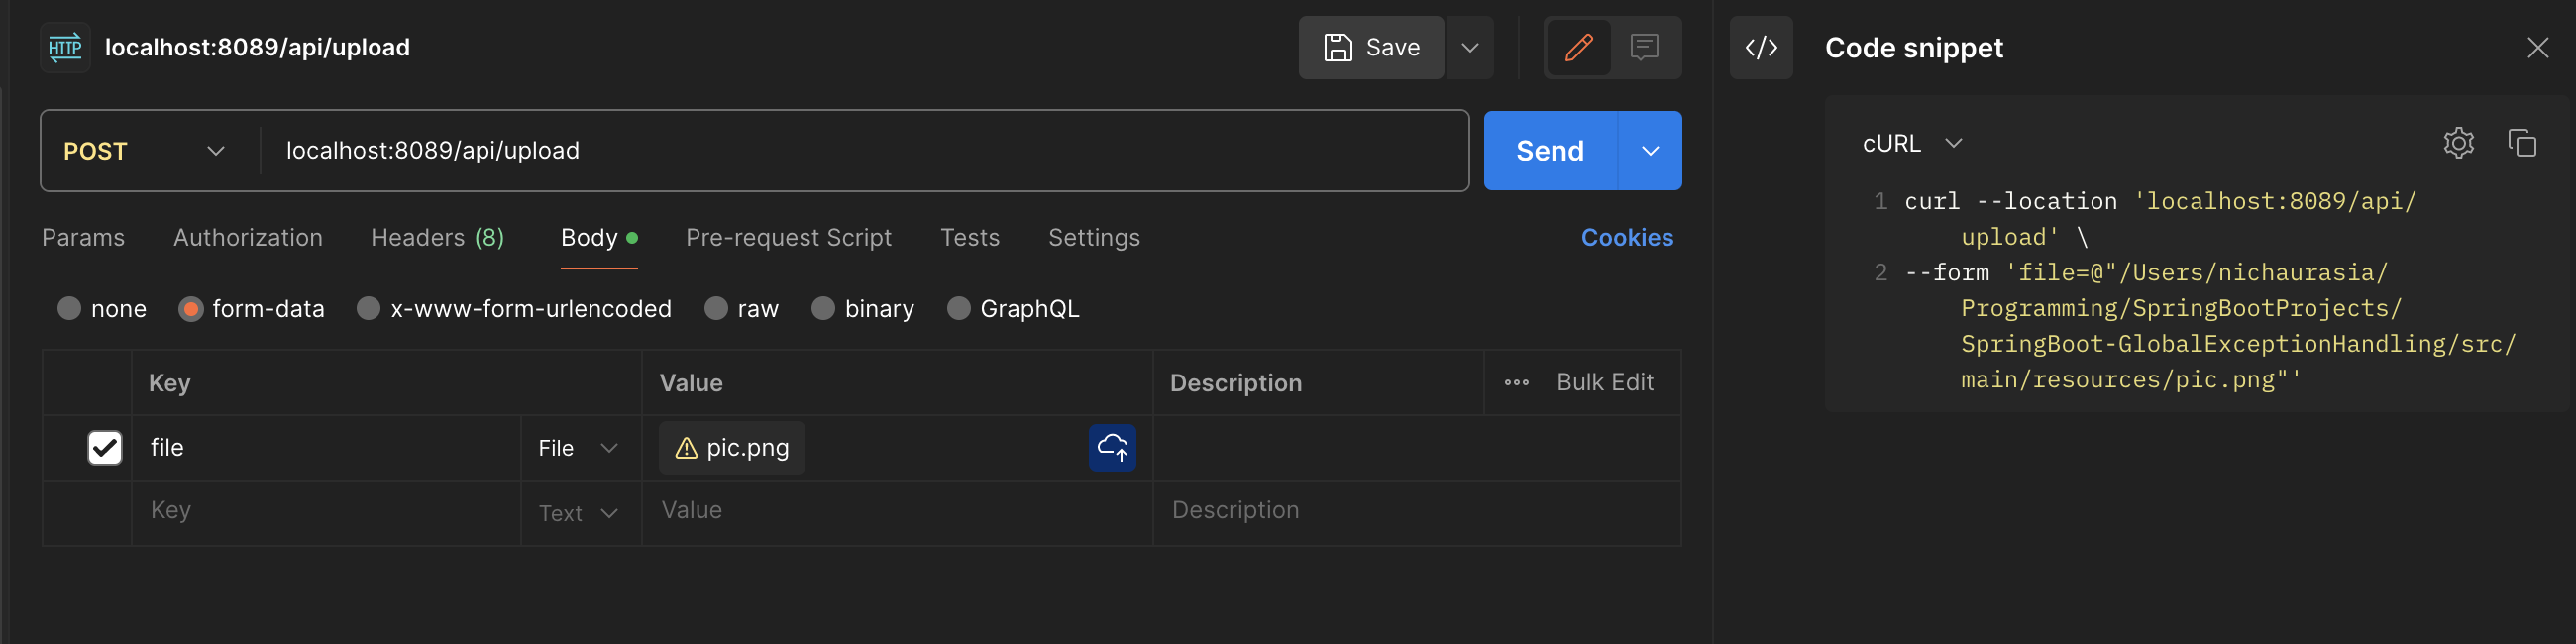 HTTP localhost:8089/api/upload
Save
POST localhost:8089/api/upload
Send
Params Authorization Headers (8) Body Pre-request Script Tests Settings Cookies
none form-data x-www-form-urlencoded raw binary GraphQL
Key Value Description Bulk Edit
file File pic.png
Key Text Value Description
</> Code snippet
cURL
1 curl --location 'localhost:8089/api/
upload' \
2 --form 'file=@"/Users/nichaurasia/
Programming/SpringBootProjects/
SpringBoot-GlobalExceptionHandling/src/
main/resources/pic.png"'